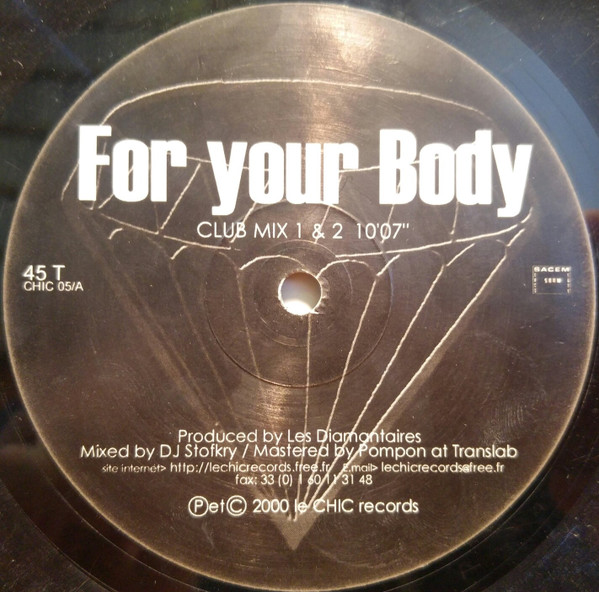 For your Body
CLUB MIX 1 & 2 10'07"
45 T
CHIC 05/A
SACEM
Produced by Les Diamantaires
Mixed by DJ Stofkry / Mastered by Pompon at Translab
site internet> http://lechicrecords.free.fr E.mail> lechicrecords@free.fr
fax: 33 (0) 1 60 11 31 48
Ⓟet© 2000 le CHIC records